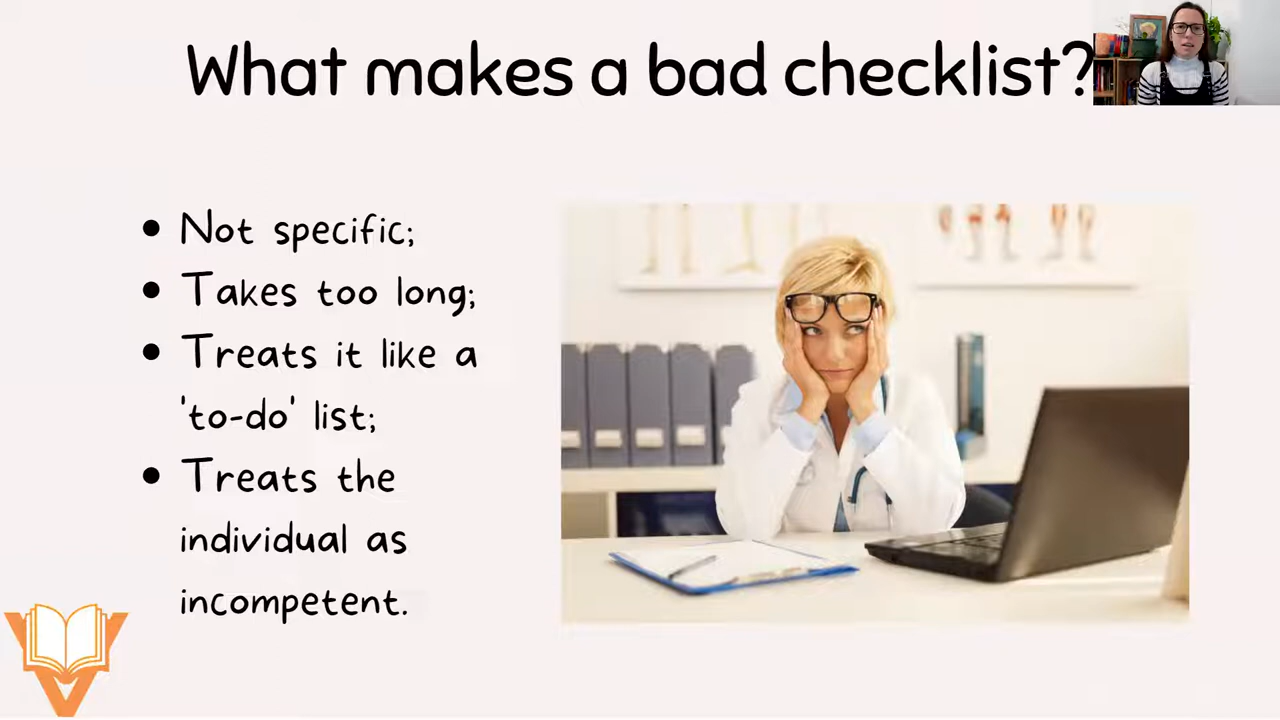 What makes a bad checklist?
• Not specific;
• Takes too long;
• Treats it like a
'to-do' list;
• Treats the
individual as
incompetent.